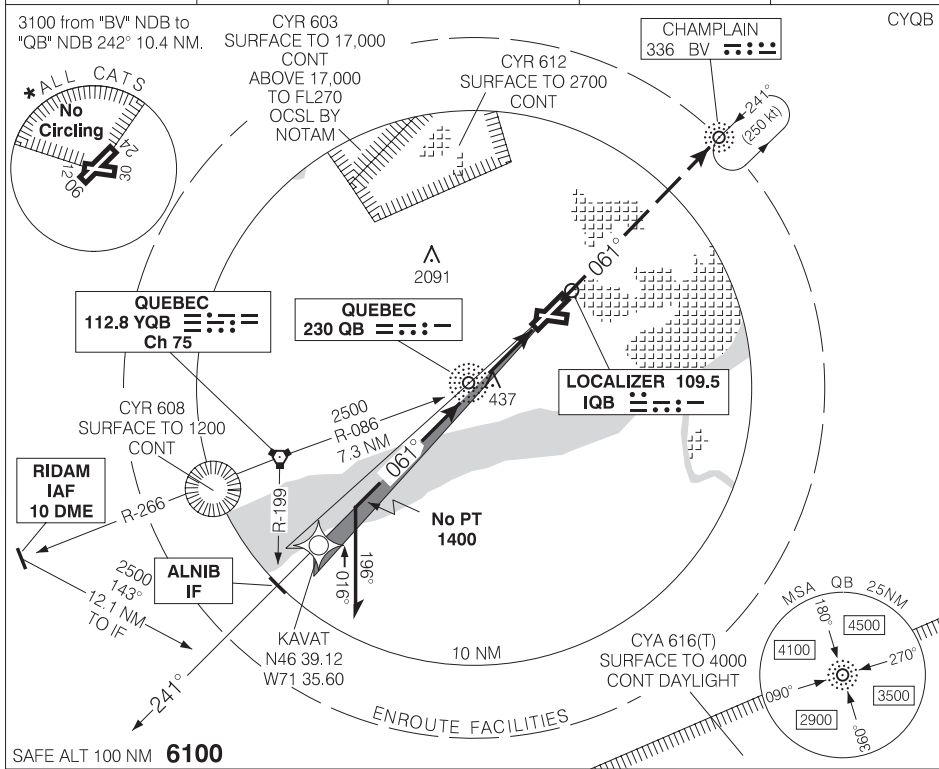 3100 from "BV" NDB to
"QB" NDB 242° 10.4 NM.
CYR 603
SURFACE TO 17,000
CONT
ABOVE 17,000
TO FL270
OCSL BY
NOTAM
CYR 612
SURFACE TO 2700
CONT
CHAMPLAIN
336 BV
CYQB
*ALL CATS
No
Circling
24
30
12
06
241°
(250 kt)
061°
2091
QUEBEC
112.8 YQB
Ch 75
QUEBEC
230 QB
437
LOCALIZER 109.5
IQB
CYR 608
SURFACE TO 1200
CONT
2500
R-086
7.3 NM
061°
RIDAM
IAF
10 DME
R-266
R-199
No PT
1400
ALNIB
IF
2500
143°
12.1 NM
TO IF
016°
196°
KAVAT
N46 39.12
W71 35.60
241°
10 NM
ENROUTE FACILITIES
CYA 616(T)
SURFACE TO 4000
CONT DAYLIGHT
MSA QB 25NM
180°
4500
4100
270°
090°
3500
2900
360°
SAFE ALT 100 NM 6100